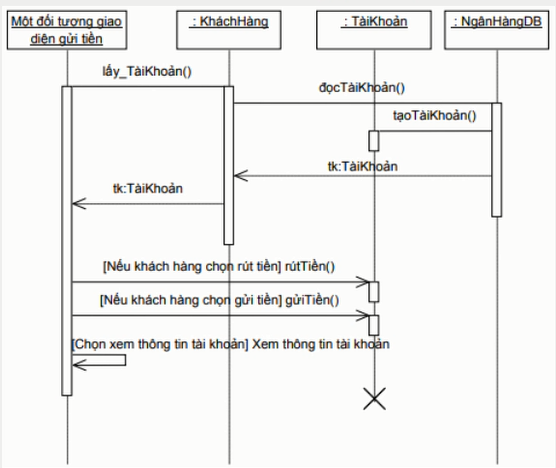 Một đối tượng giao
diện gửi tiền
: KháchHàng
: TàiKhoản
: NgânHàngDB
lấy_TàiKhoản()
đọcTàiKhoản()
tạoTàiKhoản()
tk:TàiKhoản
tk:TàiKhoản
[Nếu khách hàng chọn rút tiền] rútTiền()
[Nếu khách hàng chọn gửi tiền] gửiTiền()
[Chọn xem thông tin tài khoản] Xem thông tin tài khoản